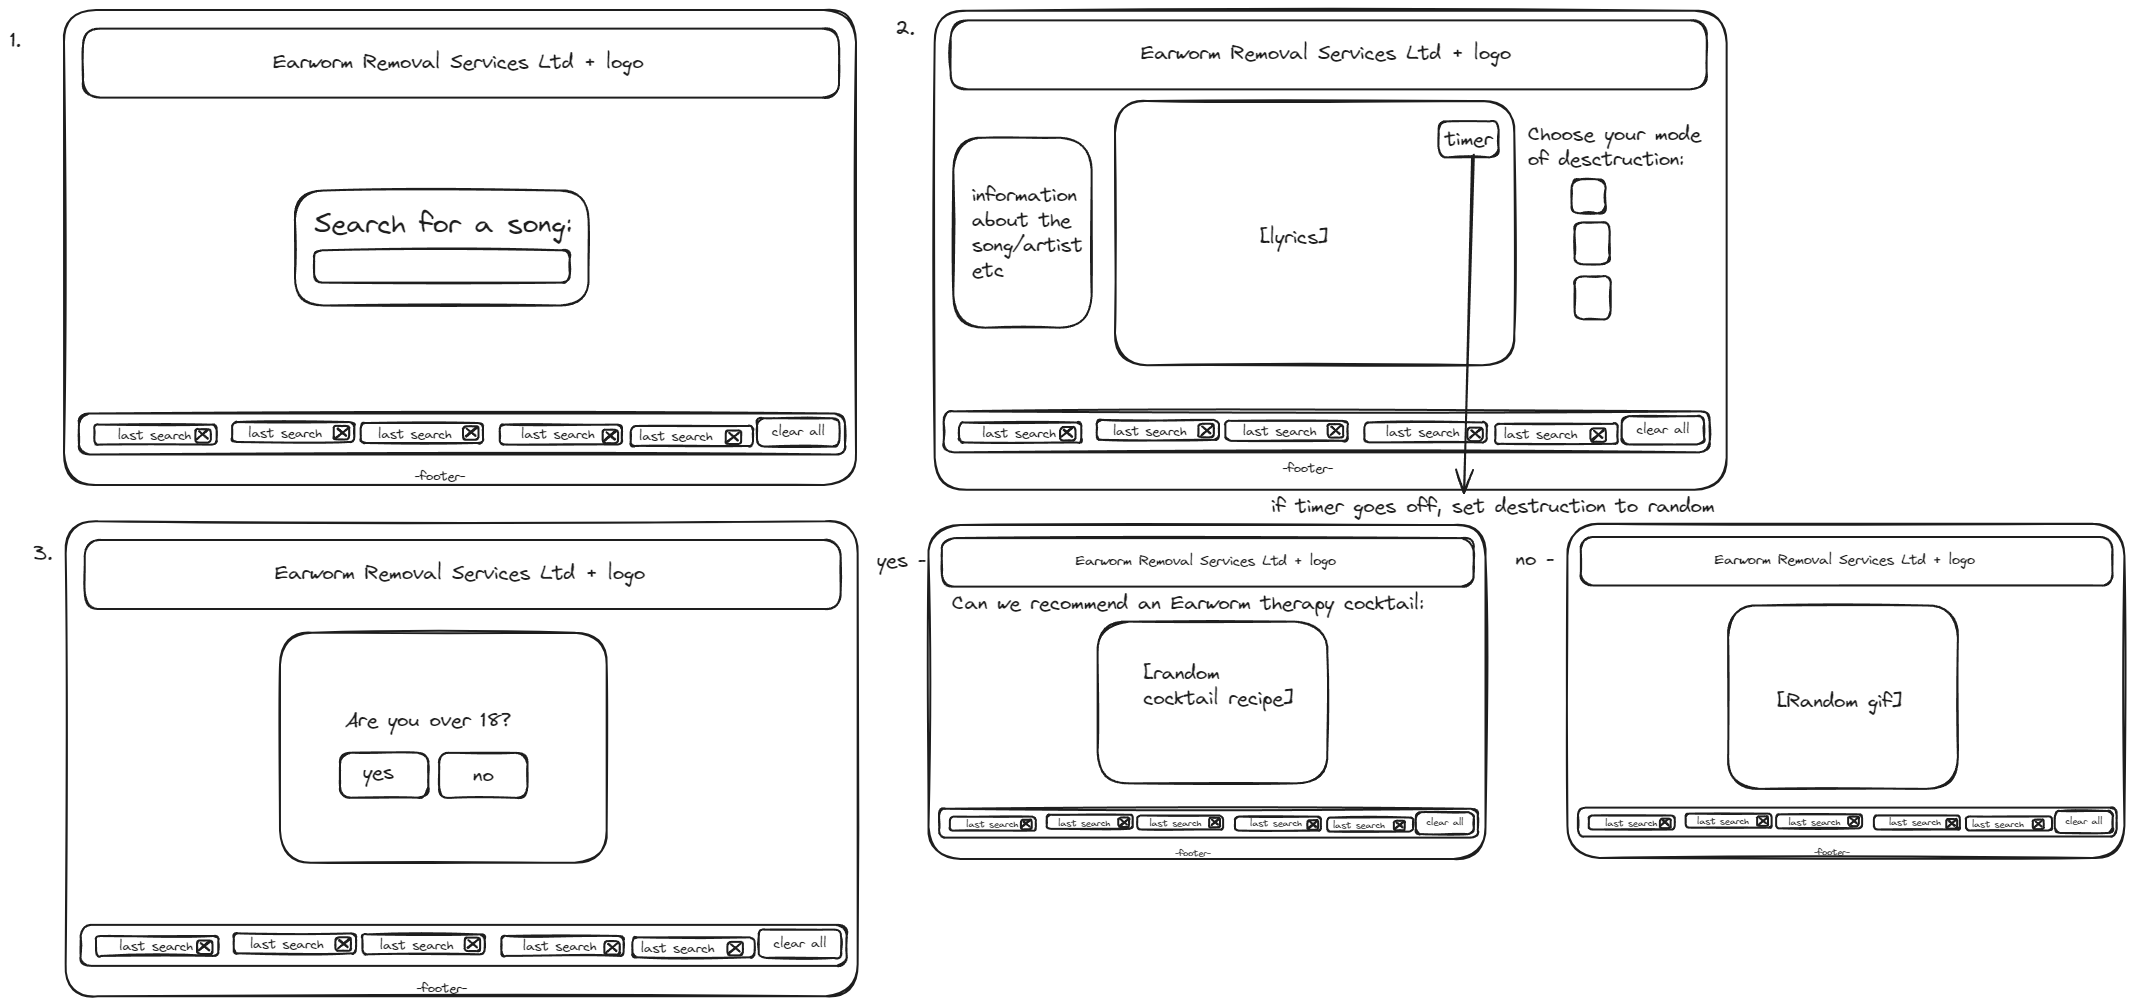 1.
Earworm Removal Services Ltd + logo
Search for a song:
last search
last search
last search
last search
last search
clear all
-footer-
2.
Earworm Removal Services Ltd + logo
information
about the
song/artist
etc
timer
[lyrics]
Choose your mode
of desctruction:
last search
last search
last search
last search
last search
clear all
-footer-
if timer goes off, set destruction to random
3.
Earworm Removal Services Ltd + logo
Are you over 18?
yes
no
last search
last search
last search
last search
last search
clear all
-footer-
yes -
Earworm Removal Services Ltd + logo
Can we recommend an Earworm therapy cocktail:
[random
cocktail recipe]
last search
last search
last search
last search
last search
clear all
-footer-
no -
Earworm Removal Services Ltd + logo
[Random gif]
last search
last search
last search
last search
last search
clear all
-footer-